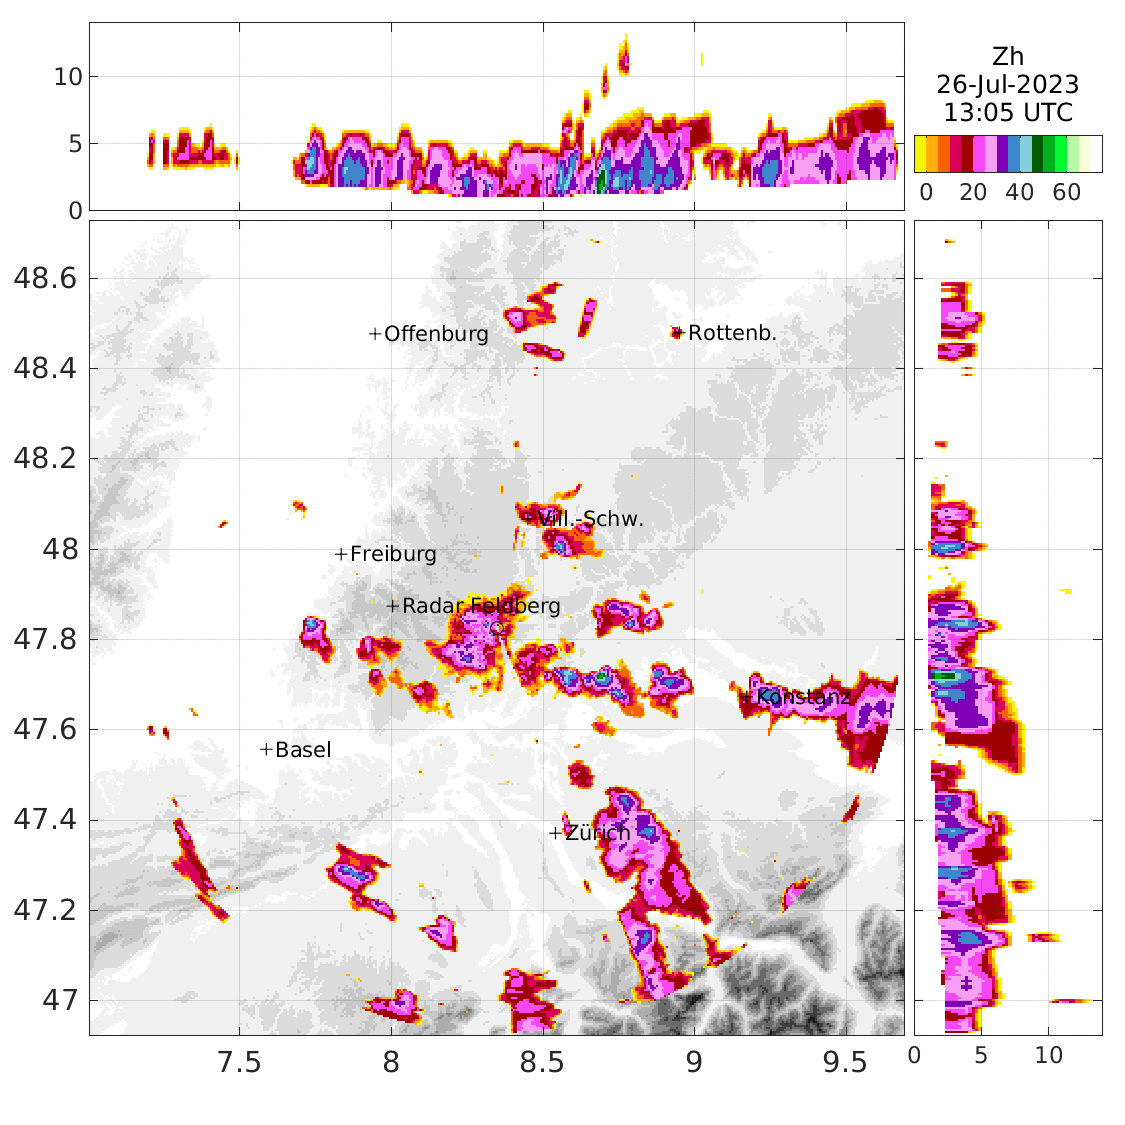 10
5
0
Zh
26-Jul-2023
13:05 UTC
0 20 40 60
48.6
48.4
48.2
48
47.8
47.6
47.4
47.2
47
Offenburg
Rottenb.
Vill.-Schw.
Freiburg
Radar Feldberg
Konstanz
Basel
Zürich
7.5 8 8.5 9 9.5
0 5 10